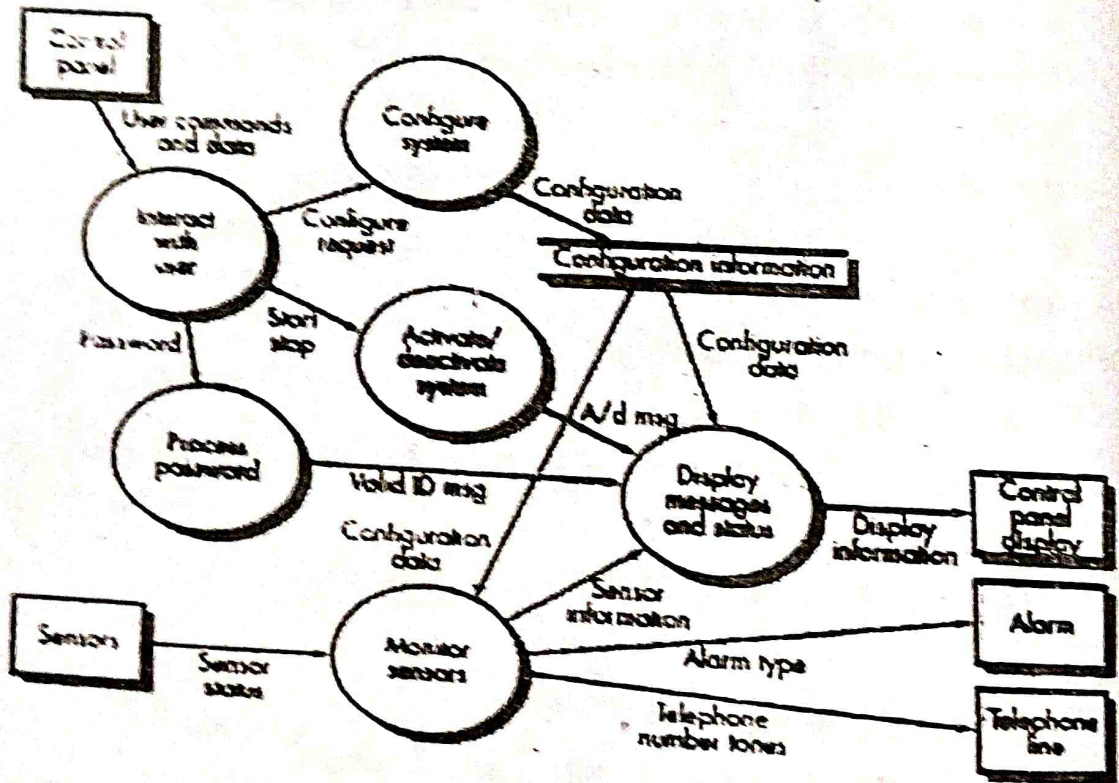 Control
panel
User commands
and data
Configure
system
Interact
with
user
Configure
request
Configuration
data
Configuration information
Password
Start
stop
Activate/
deactivate
system
Configuration
data
A/d msg
Process
password
Valid ID msg
Display
messages
and status
Control
panel
display
Display
information
Configuration
data
Sensor
information
Sensors
Sensor
status
Monitor
sensors
Alarm
Alarm type
Telephone
number tones
Telephone
line